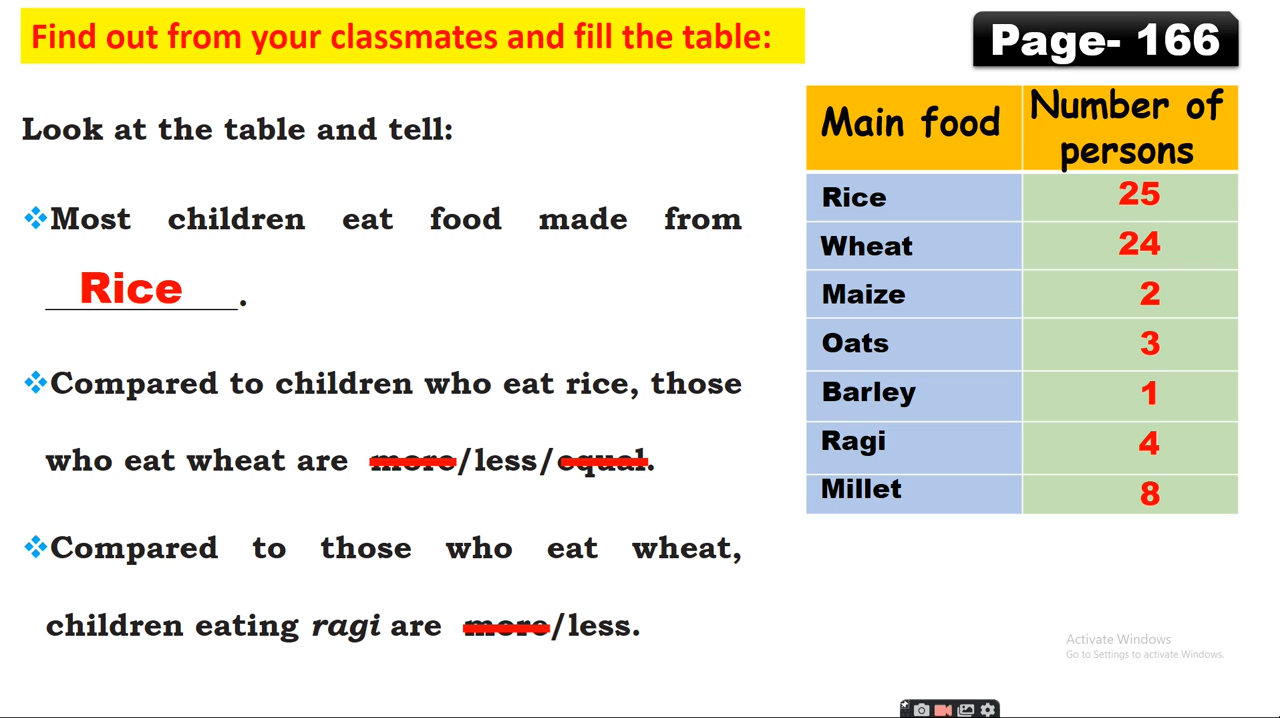 Find out from your classmates and fill the table:
Page- 166
Look at the table and tell:
Most children eat food made from
Rice.
Compared to children who eat rice, those
who eat wheat are more/less/equal.
Compared to those who eat wheat,
children eating ragi are more/less.
Main food Number of
persons
Rice 25
Wheat 24
Maize 2
Oats 3
Barley 1
Ragi 4
Millet 8
Activate Windows
Go to Settings to activate Windows.